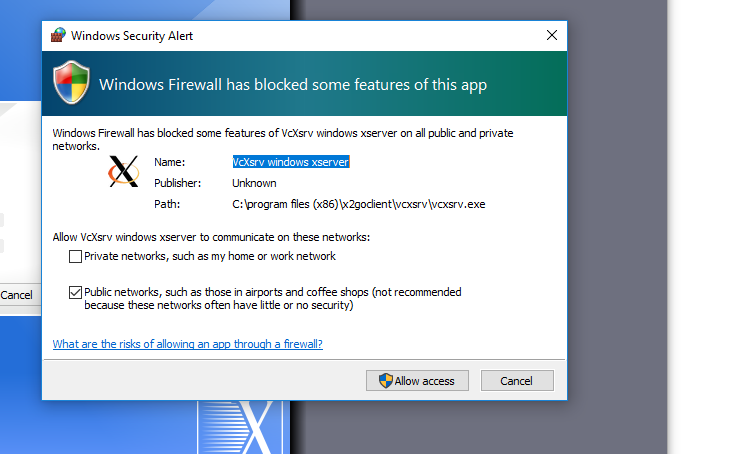 Windows Security Alert
Windows Firewall has blocked some features of this app
Windows Firewall has blocked some features of VcXsrv windows xserver on all public and private
networks.
Name: VcXsrv windows xserver
Publisher: Unknown
Path: C:\program files (x86)\x2goclient\vcxsrv\vcxsrv.exe
Allow VcXsrv windows xserver to communicate on these networks:
Private networks, such as my home or work network
Public networks, such as those in airports and coffee shops (not recommended
because these networks often have little or no security)
What are the risks of allowing an app through a firewall?
Allow access
Cancel
Cancel